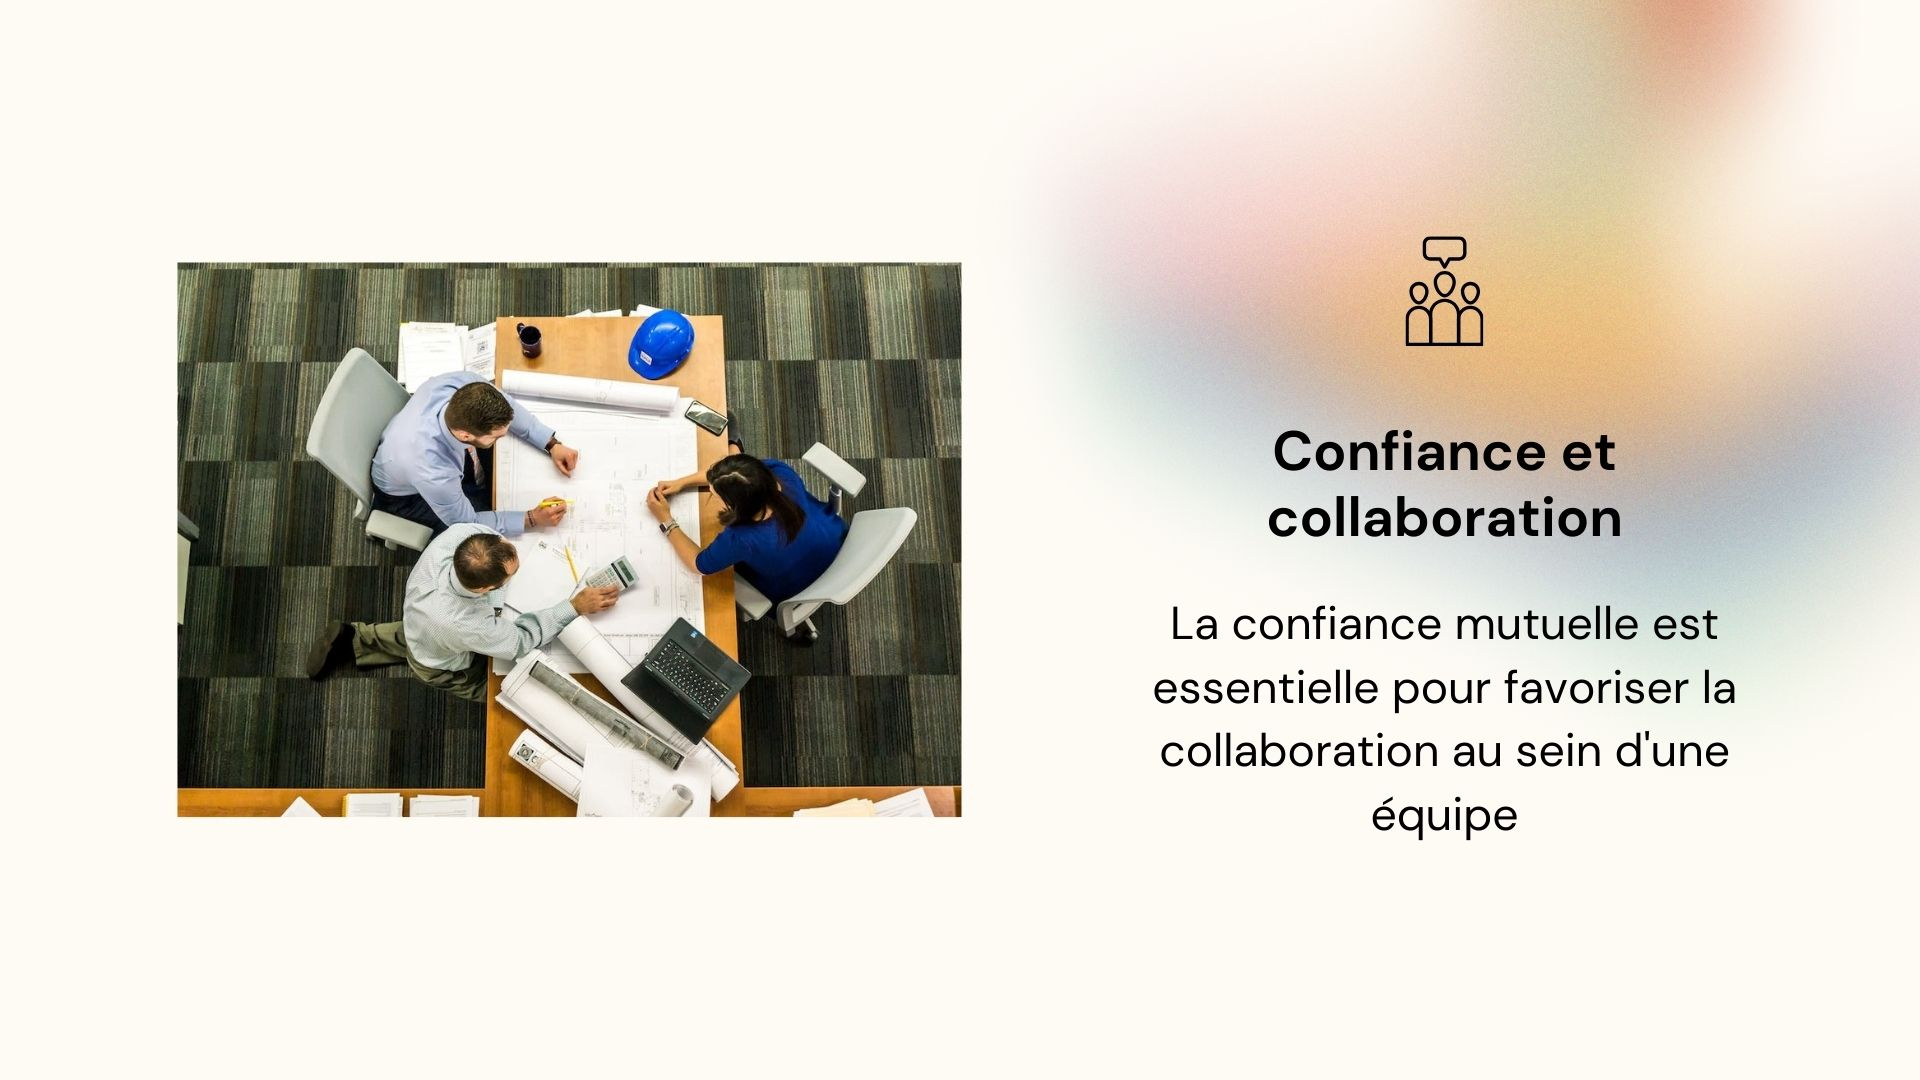 Confiance et
collaboration
La confiance mutuelle est
essentielle pour favoriser la
collaboration au sein d'une
équipe